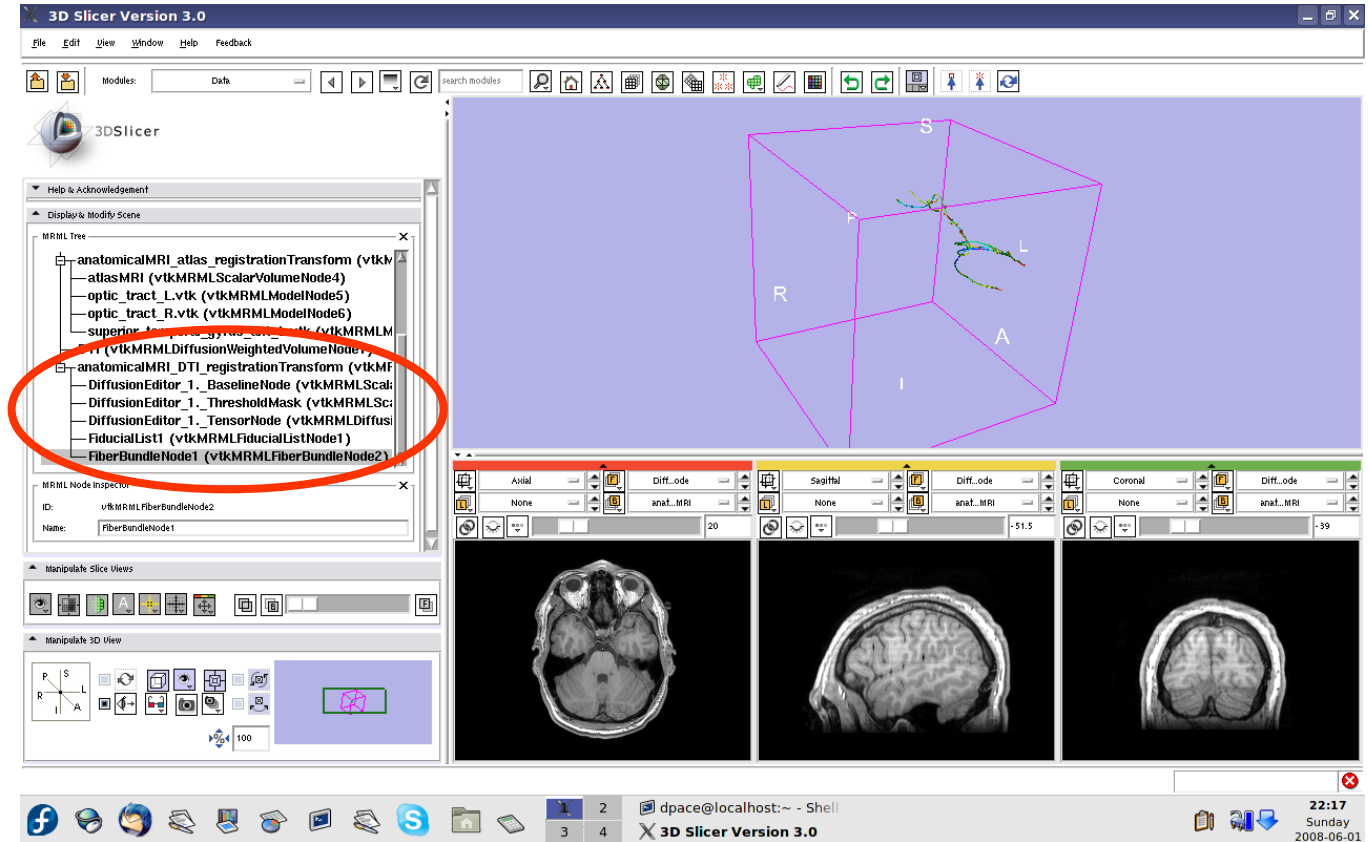 3D Slicer Version 3.0
File Edit View Window Help Feedback
Modules: Data search modules
3DSlicer
Help & Acknowledgement
Display & Modify Scene
MRML Tree
anatomicalMRI_atlas_registrationTransform (vtkM
atlasMRI (vtkMRMLScalarVolumeNode4)
optic_tract_L.vtk (vtkMRMLModelNode5)
optic_tract_R.vtk (vtkMRMLModelNode6)
(vtkMRMLM
DTI (vtkMRMLDiffusionWeightedVolumeNode1)
anatomicalMRI_DTI_registrationTransform (vtkMR
DiffusionEditor_1._BaselineNode (vtkMRMLScala
DiffusionEditor_1._ThresholdMask (vtkMRMLSca
DiffusionEditor_1._TensorNode (vtkMRMLDiffusi
FiducialList1 (vtkMRMLFiducialListNode1)
FiberBundleNode1 (vtkMRMLFiberBundleNode2)
MRML Node Inspector
ID: vtkMRMLFiberBundleNode2
Name: FiberBundleNode1
Manipulate Slice Views
A
F
Manipulate 3D View
P S
R L
I A
% 100
S
P
L
R
A
I
Axial F Diff...ode
L None B anat...MRI
20
Sagittal F Diff...ode
L None B anat...MRI
-51.5
Coronal F Diff...ode
L None B anat...MRI
-39
1 2
3 4
dpace@localhost:~ - Shell
3D Slicer Version 3.0
22:17
Sunday
2008-06-01